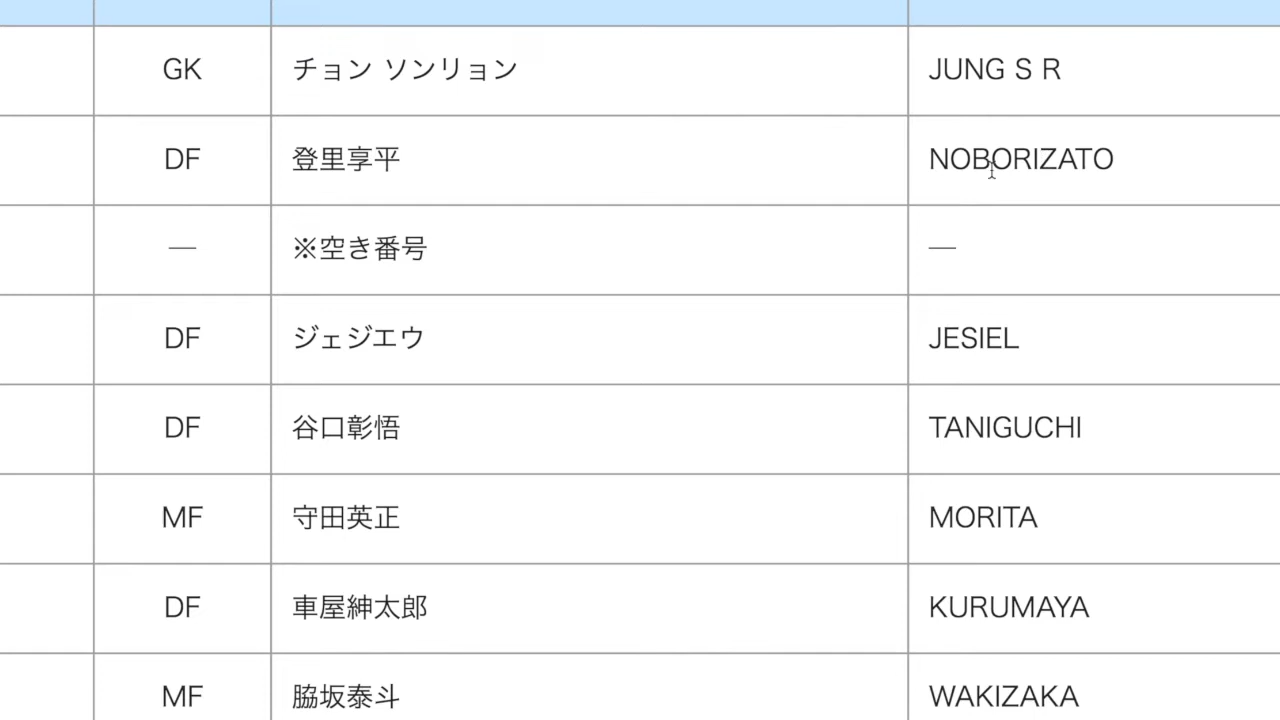 GK チョン ソンリョン JUNG S R
DF 登里享平 NOBORIZATO
— ※空き番号 —
DF ジェジエウ JESIEL
DF 谷口彰悟 TANIGUCHI
MF 守田英正 MORITA
DF 車屋紳太郎 KURUMAYA
MF 脇坂泰斗 WAKIZAKA